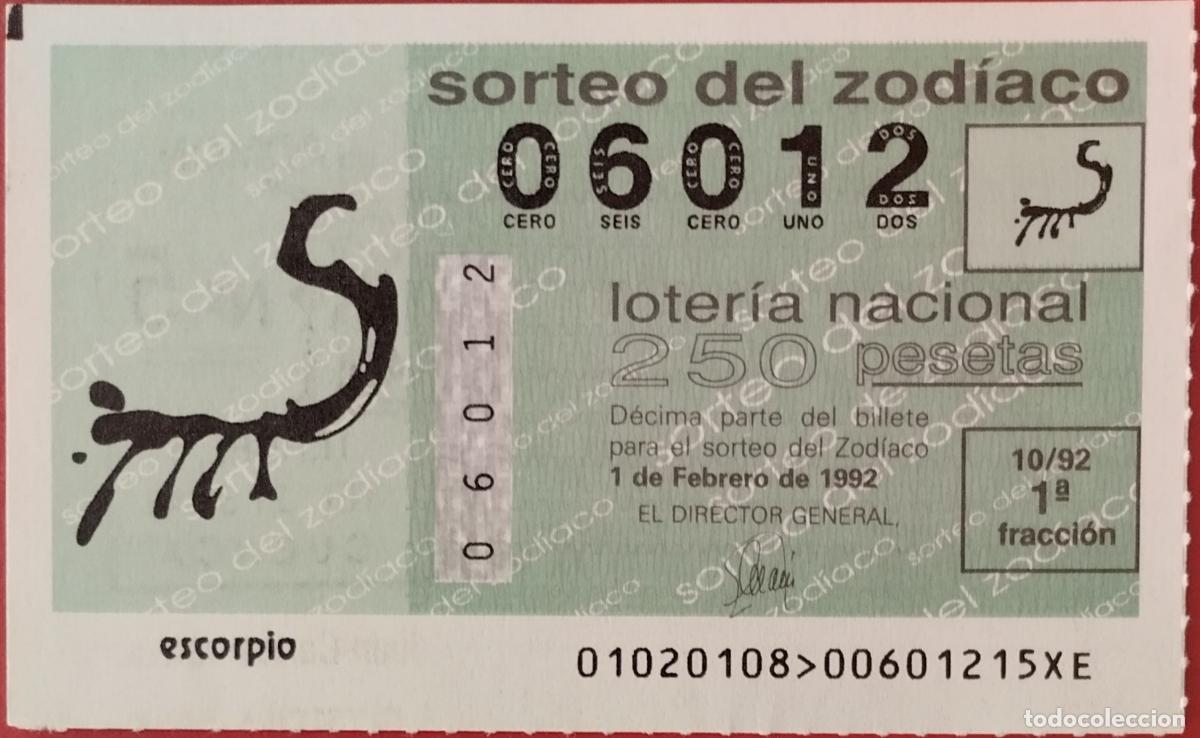 sorteo del zodíaco
06012
CERO SEIS CERO UNO DOS
06012
lotería nacional
250 pesetas
Décima parte del billete
para el sorteo del Zodíaco
1 de Febrero de 1992
EL DIRECTOR GENERAL,
10/92
1ª
fracción
escorpio
01020108>00601215XE
todocoleccion